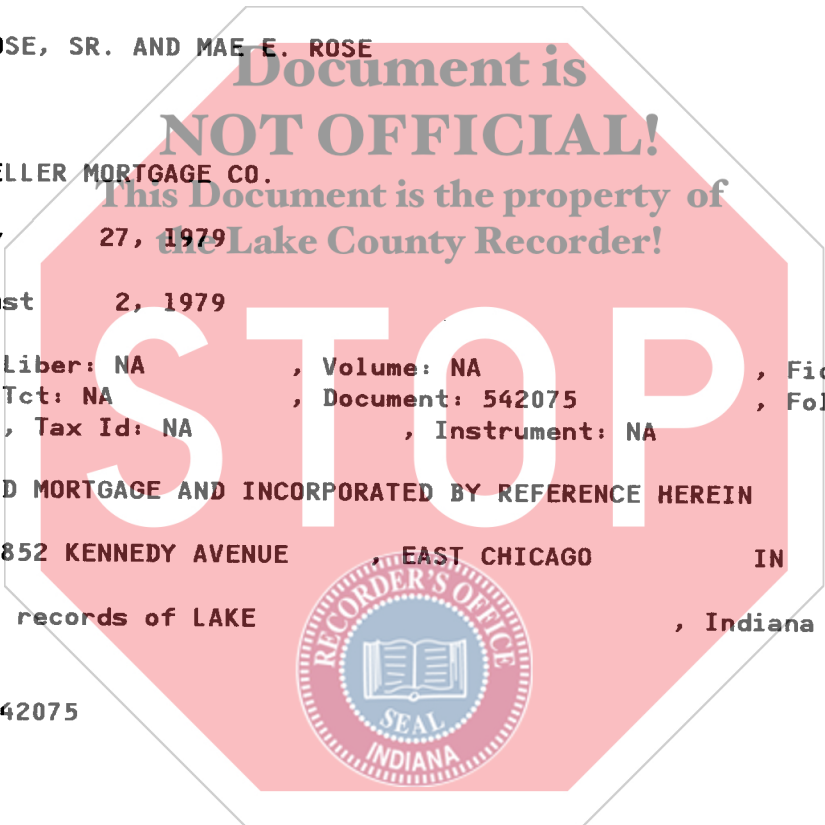 OSE, SR. AND MAE E. ROSE
Document is
NOT OFFICIAL!
ELLER MORTGAGE CO.
This Document is the property of
27, 1979
the Lake County Recorder!
ust 2, 1979
STOP
Liber: NA , Volume: NA , Fic
Tct: NA , Document: 542075 , Fol
, Tax Id: NA , Instrument: NA
D MORTGAGE AND INCORPORATED BY REFERENCE HEREIN
852 KENNEDY AVENUE , EAST CHICAGO IN
records of LAKE , Indiana
RECORDER'S OFFICE
SEAL
INDIANA
42075